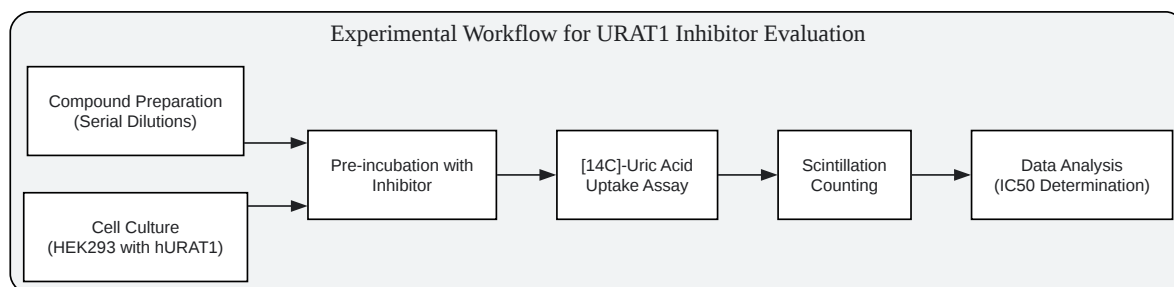 Experimental Workflow for URAT1 Inhibitor Evaluation
Compound Preparation
(Serial Dilutions)
Cell Culture
(HEK293 with hURAT1)
Pre-incubation with
Inhibitor
[14C]-Uric Acid
Uptake Assay
Scintillation
Counting
Data Analysis
(IC50 Determination)